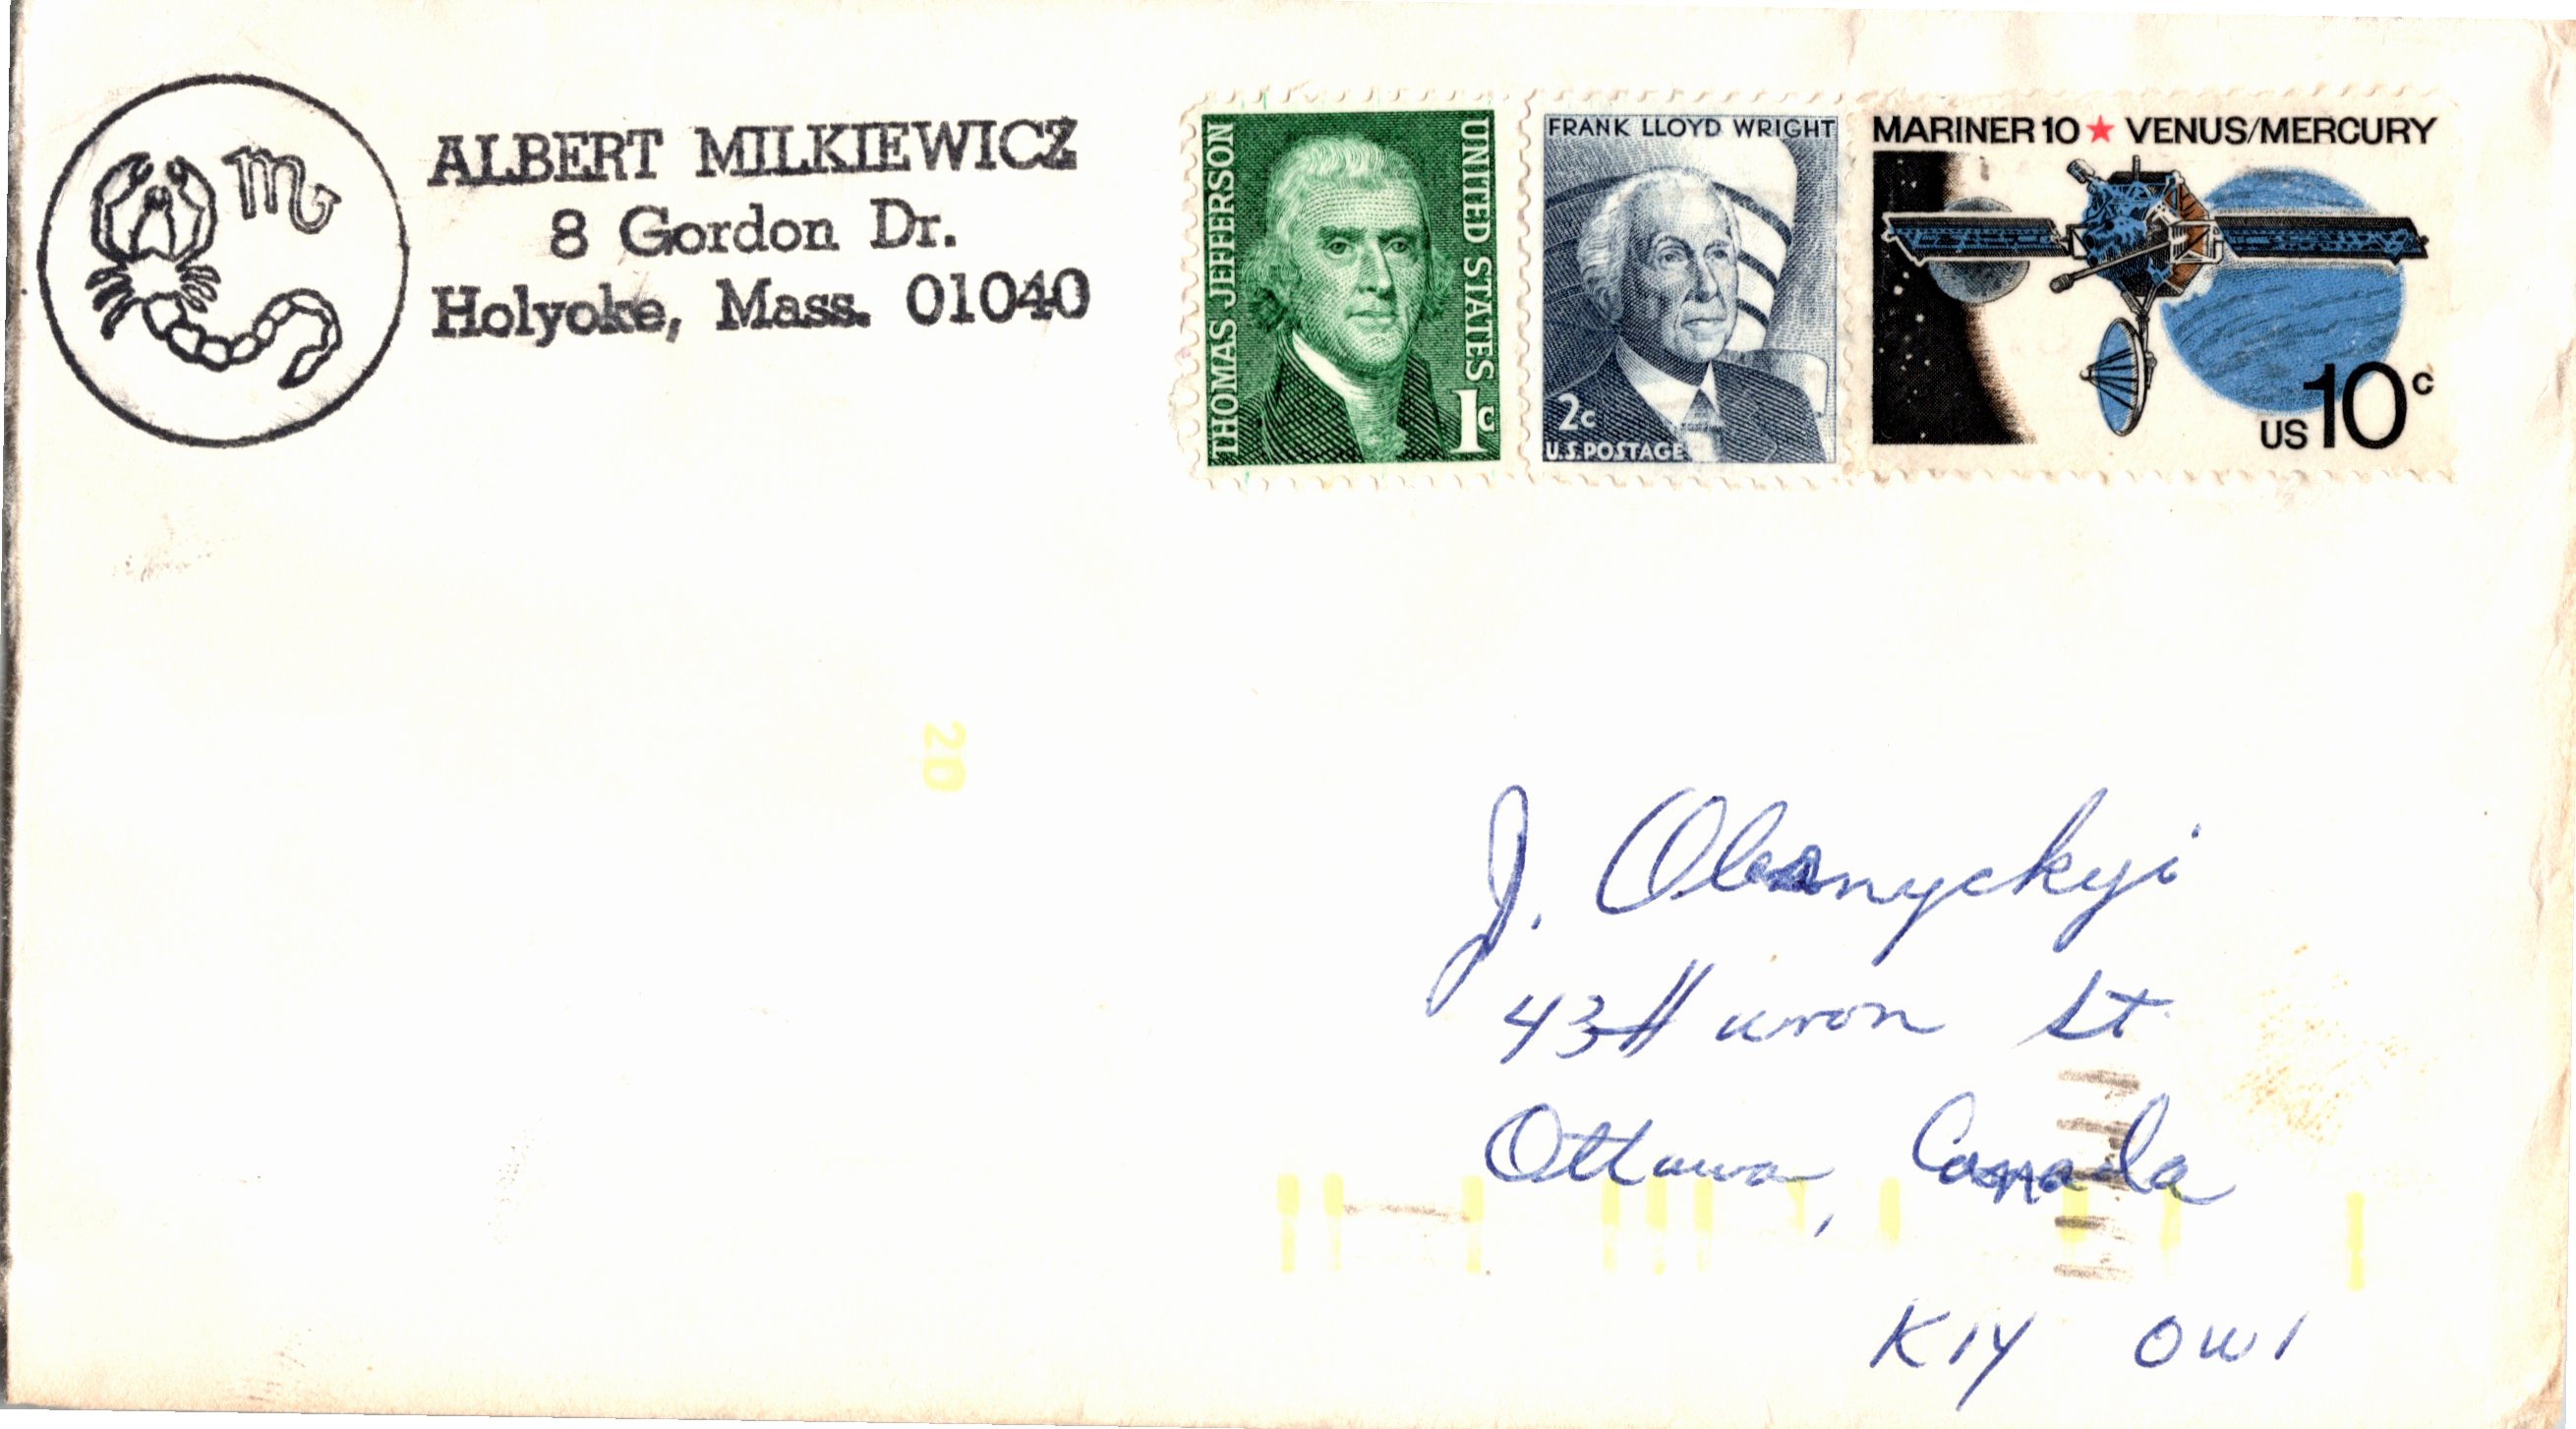 ALBERT MILKIEWICZ
8 Gordon Dr.
Holyoke, Mass. 01040
THOMAS JEFFERSON
UNITED STATES
1c
FRANK LLOYD WRIGHT
2c
U.S. POSTAGE
MARINER 10 ★ VENUS/MERCURY
US 10c
20
J.
43 Huron St.
Ottawa, Canada
K1Y 0W1